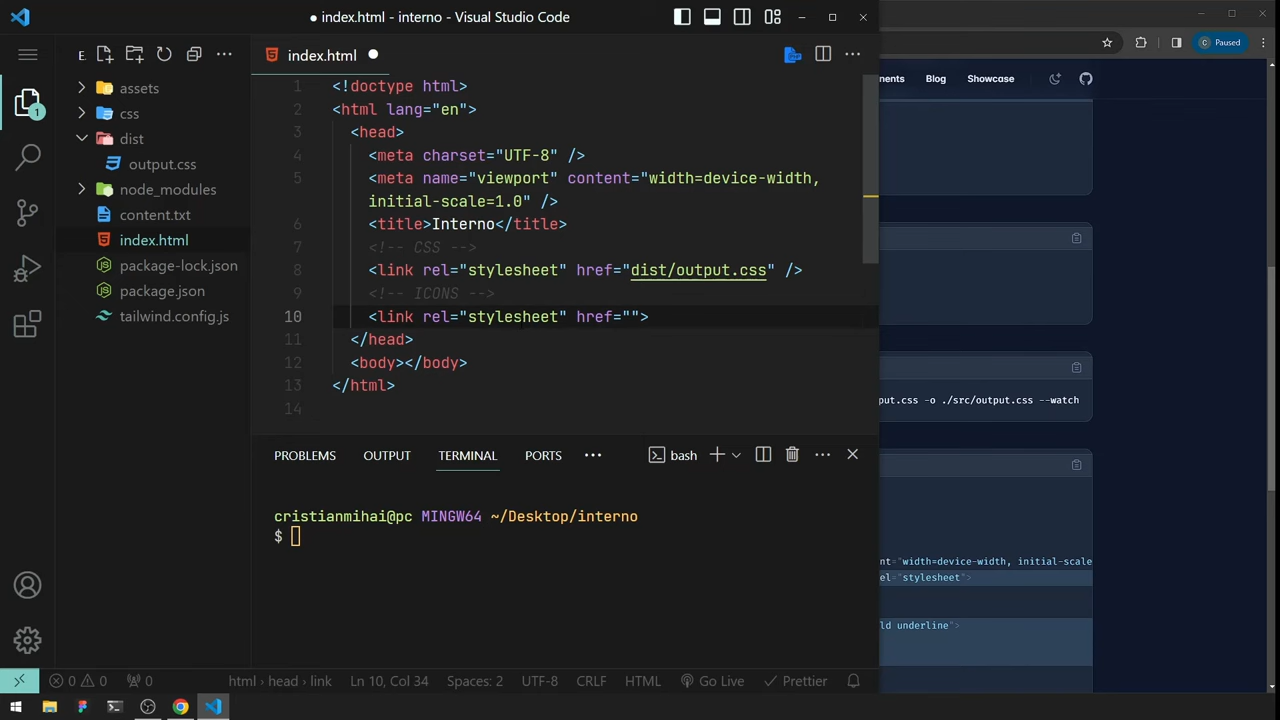 ● index.html - interno - Visual Studio Code
E
index.html ●
assets
css
dist
output.css
node_modules
content.txt
index.html
package-lock.json
package.json
tailwind.config.js
1
1 <!doctype html>
2 <html lang="en">
3 <head>
4 <meta charset="UTF-8" />
5 <meta name="viewport" content="width=device-width,
initial-scale=1.0" />
6 <title>Interno</title>
7 <!-- CSS -->
8 <link rel="stylesheet" href="dist/output.css" />
9 <!-- ICONS -->
10 <link rel="stylesheet" href="">
11 </head>
12 <body></body>
13 </html>
14
PROBLEMS OUTPUT TERMINAL PORTS
bash
cristianmihai@pc MINGW64 ~/Desktop/interno
$
0 0 0
html › head › link Ln 10, Col 34 Spaces: 2 UTF-8 CRLF HTML Go Live Prettier
C Paused
nents Blog Showcase
put.css -o ./src/output.css --watch
nt="width=device-width, initial-scale
el="stylesheet">
ld underline">